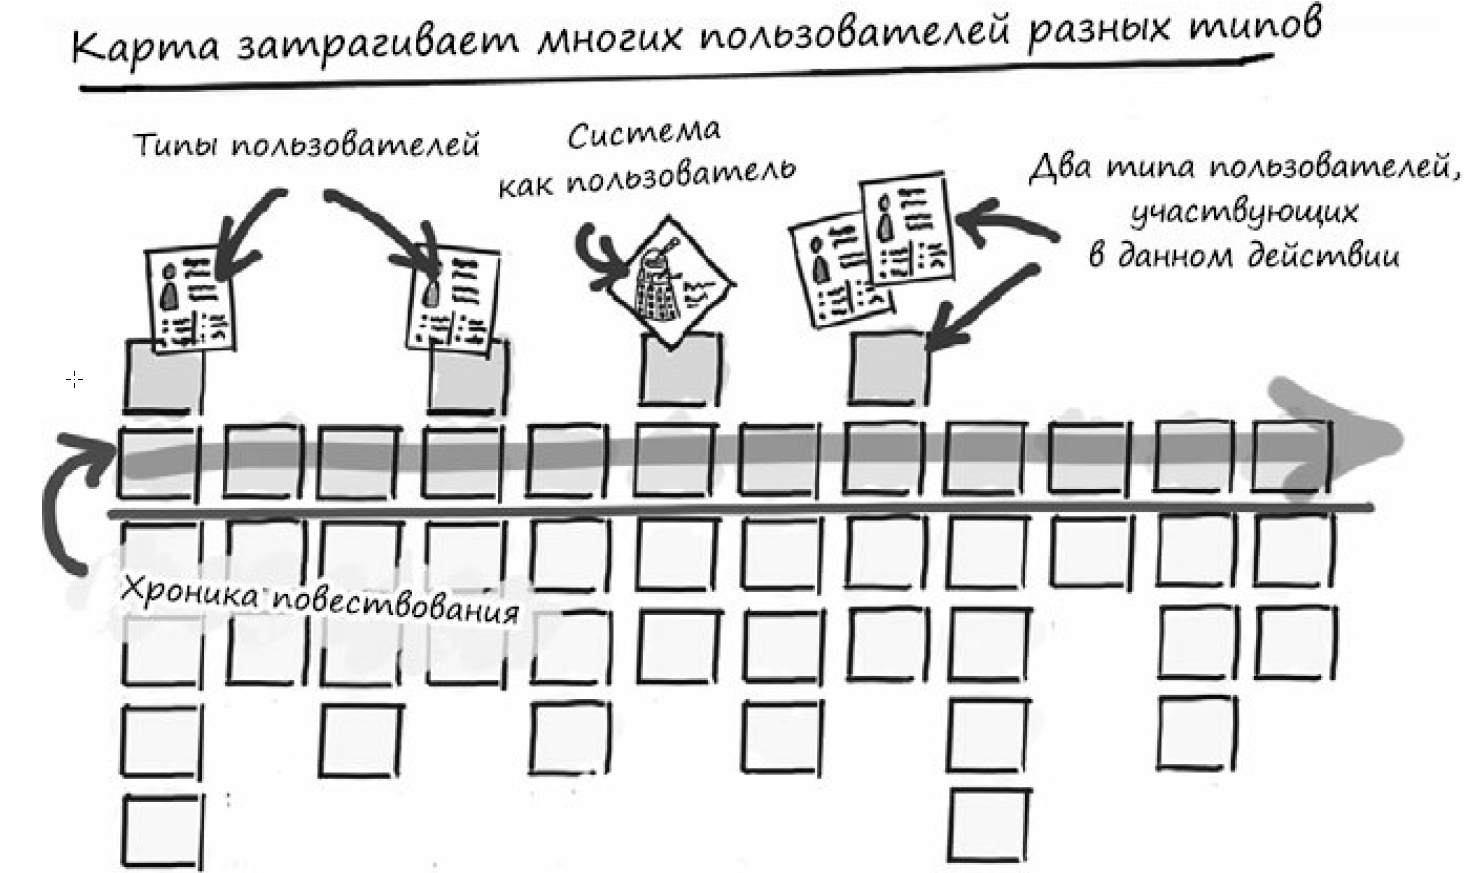 Карта затрагивает многих пользователей разных типов
Типы пользователей
Система
как пользователь
Два типа пользователей,
участвующих
в данном действии
Хроника повествования